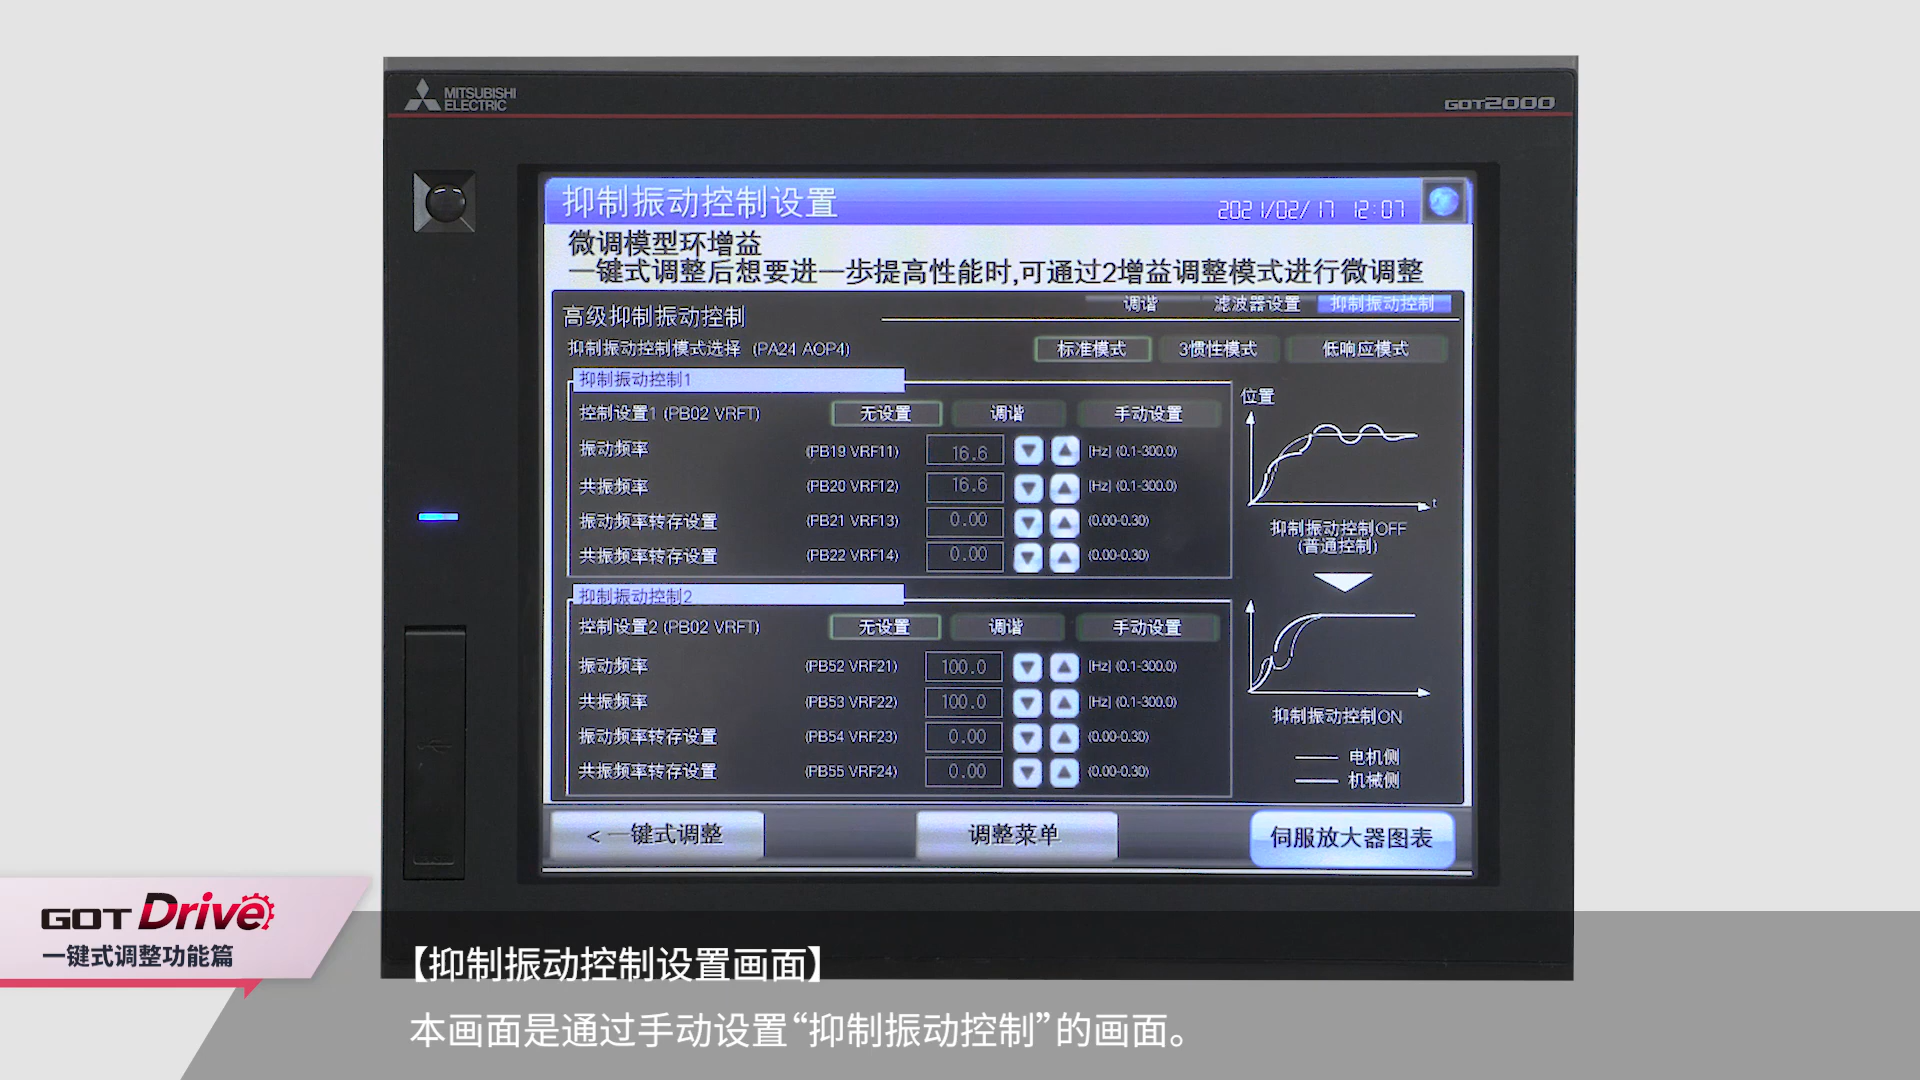 MITSUBISHI
ELECTRIC
GOT2000
抑制振动控制设置
2021/02/17 12:07
微调模型环增益
一键式调整后想要进一步提高性能时,可通过2增益调整模式进行微调整
调谐 滤波器设置 抑制振动控制
高级抑制振动控制
抑制振动控制模式选择 (PA24 AOP4) 标准模式 3惯性模式 低响应模式
抑制振动控制1
控制设置1 (PB02 VRFT) 无设置 调谐 手动设置
振动频率 (PB19 VRF11) 16.6 [Hz] (0.1-300.0)
共振频率 (PB20 VRF12) 16.6 [Hz] (0.1-300.0)
振动频率转存设置 (PB21 VRF13) 0.00 (0.00-0.30)
共振频率转存设置 (PB22 VRF14) 0.00 (0.00-0.30)
抑制振动控制2
控制设置2 (PB02 VRFT) 无设置 调谐 手动设置
振动频率 (PB52 VRF21) 100.0 [Hz] (0.1-300.0)
共振频率 (PB53 VRF22) 100.0 [Hz] (0.1-300.0)
振动频率转存设置 (PB54 VRF23) 0.00 (0.00-0.30)
共振频率转存设置 (PB55 VRF24) 0.00 (0.00-0.30)
位置
t
抑制振动控制OFF
(普通控制)
抑制振动控制ON
电机侧
机械侧
< 一键式调整 调整菜单 伺服放大器图表
GOT Drive
一键式调整功能篇
【抑制振动控制设置画面】
本画面是通过手动设置“抑制振动控制”的画面。